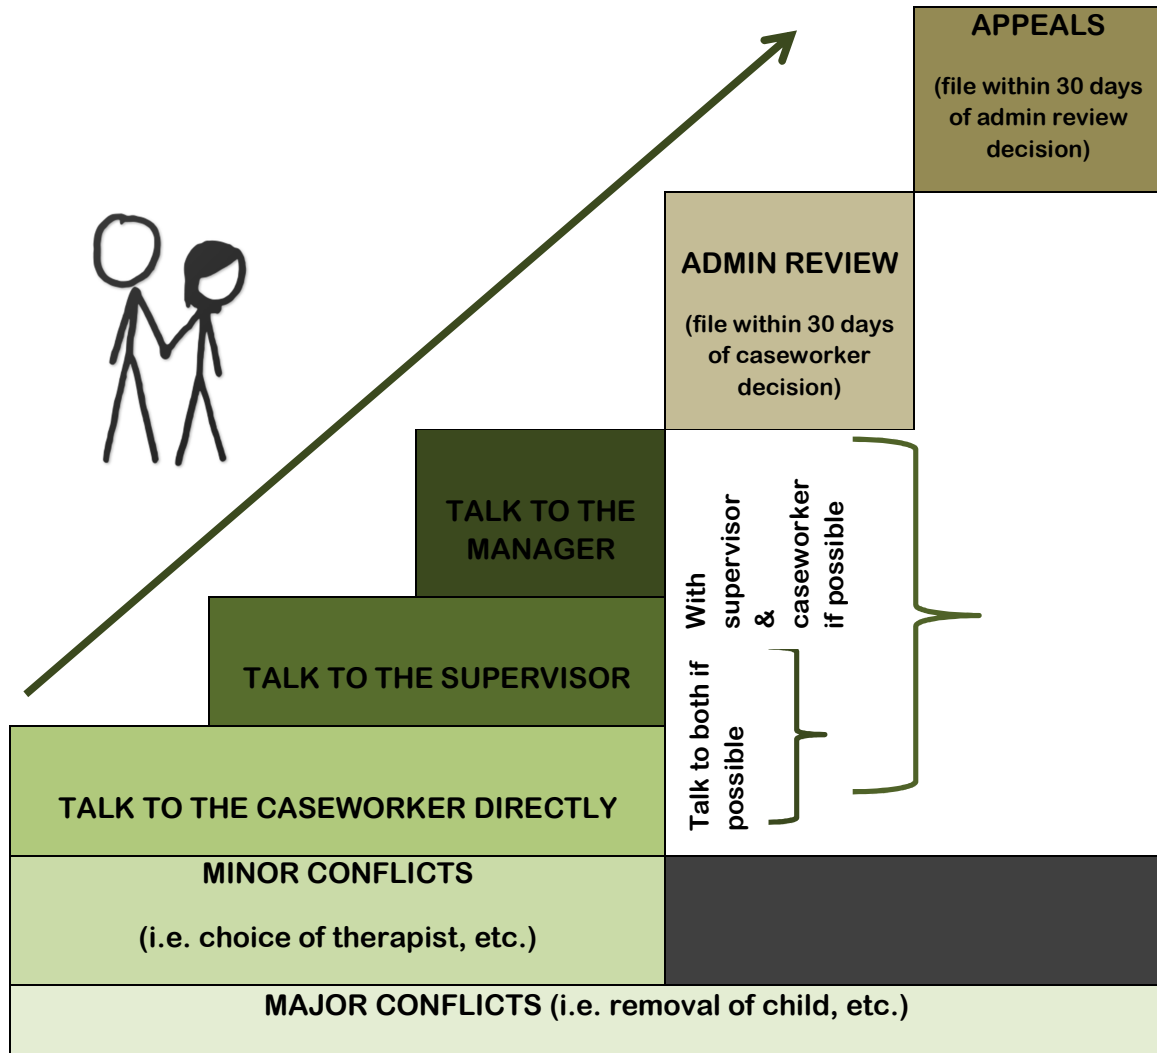 APPEALS
(file within 30 days
of admin review
decision)
ADMIN REVIEW
(file within 30 days
of caseworker
decision)
TALK TO THE
MANAGER
With
supervisor
&
caseworker
if possible
TALK TO THE SUPERVISOR
Talk to both if
possible
TALK TO THE CASEWORKER DIRECTLY
MINOR CONFLICTS
(i.e. choice of therapist, etc.)
MAJOR CONFLICTS (i.e. removal of child, etc.)